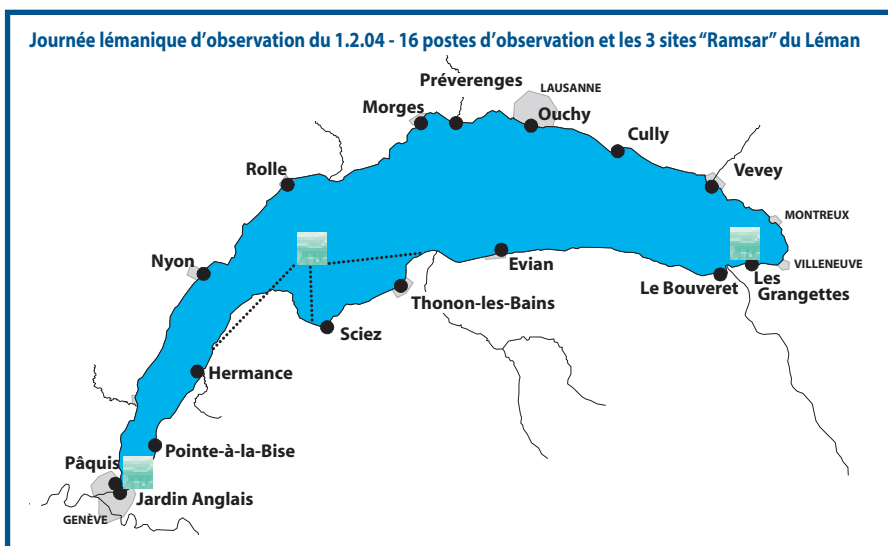 Journée lémanique d'observation du 1.2.04 - 16 postes d'observation et les 3 sites “Ramsar” du Léman
Préverenges
LAUSANNE
Morges
Ouchy
Cully
Rolle
Vevey
MONTREUX
Nyon
Evian
VILLENEUVE
Le Bouveret
Les
Grangettes
Thonon-les-Bains
Sciez
Hermance
Pointe-à-la-Bise
Pâquis
Jardin Anglais
GENÈVE